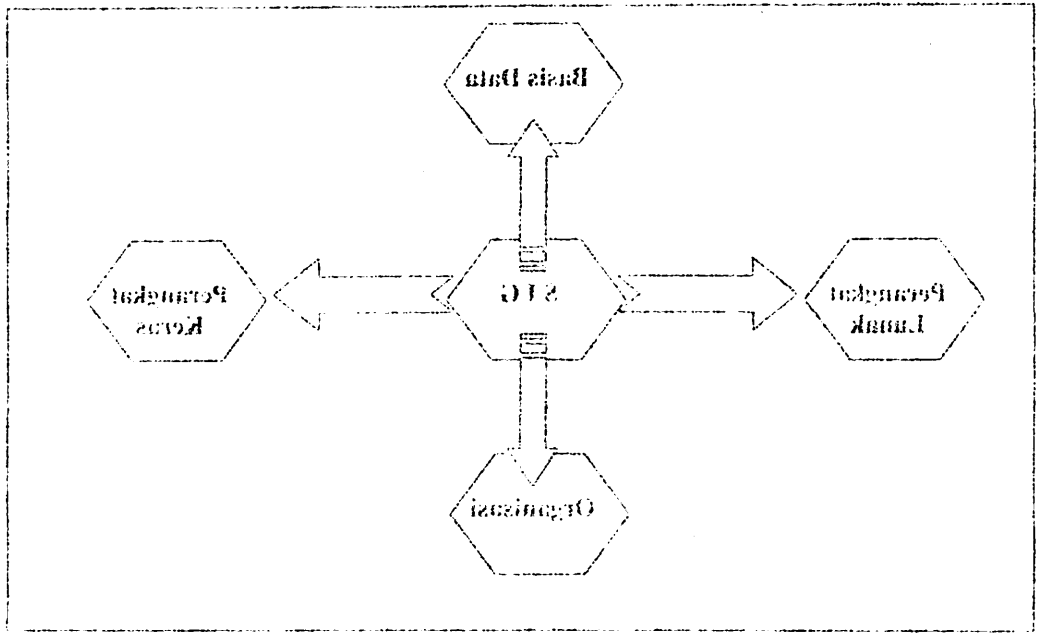 Basis Data
S I G
Perangkat
Lunak
Perangkat
Keras
Organisasi